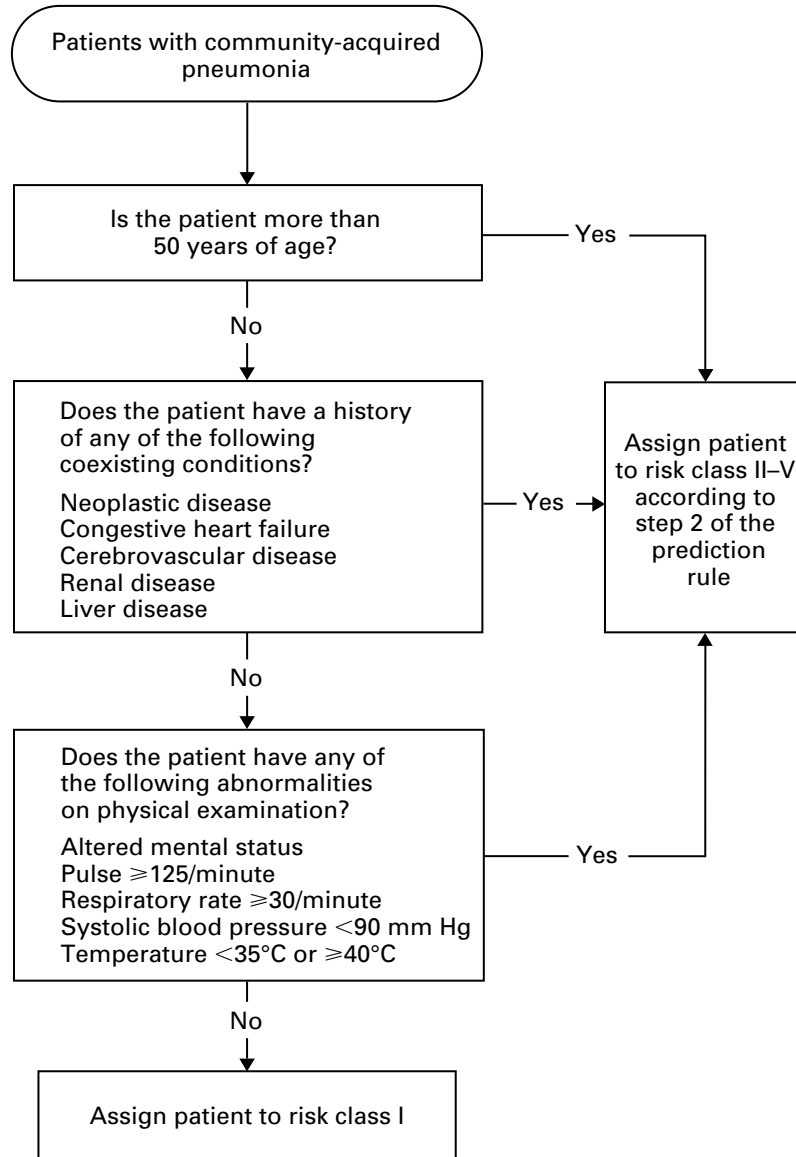 Patients with community-acquired
pneumonia
Is the patient more than
50 years of age?
Yes
No
Does the patient have a history
of any of the following
coexisting conditions?
Neoplastic disease
Congestive heart failure
Cerebrovascular disease
Renal disease
Liver disease
Yes
Assign patient
to risk class II–V
according to
step 2 of the
prediction
rule
No
Does the patient have any of
the following abnormalities
on physical examination?
Altered mental status
Pulse ⩾125/minute
Respiratory rate ⩾30/minute
Systolic blood pressure <90 mm Hg
Temperature <35°C or ⩾40°C
Yes
No
Assign patient to risk class I